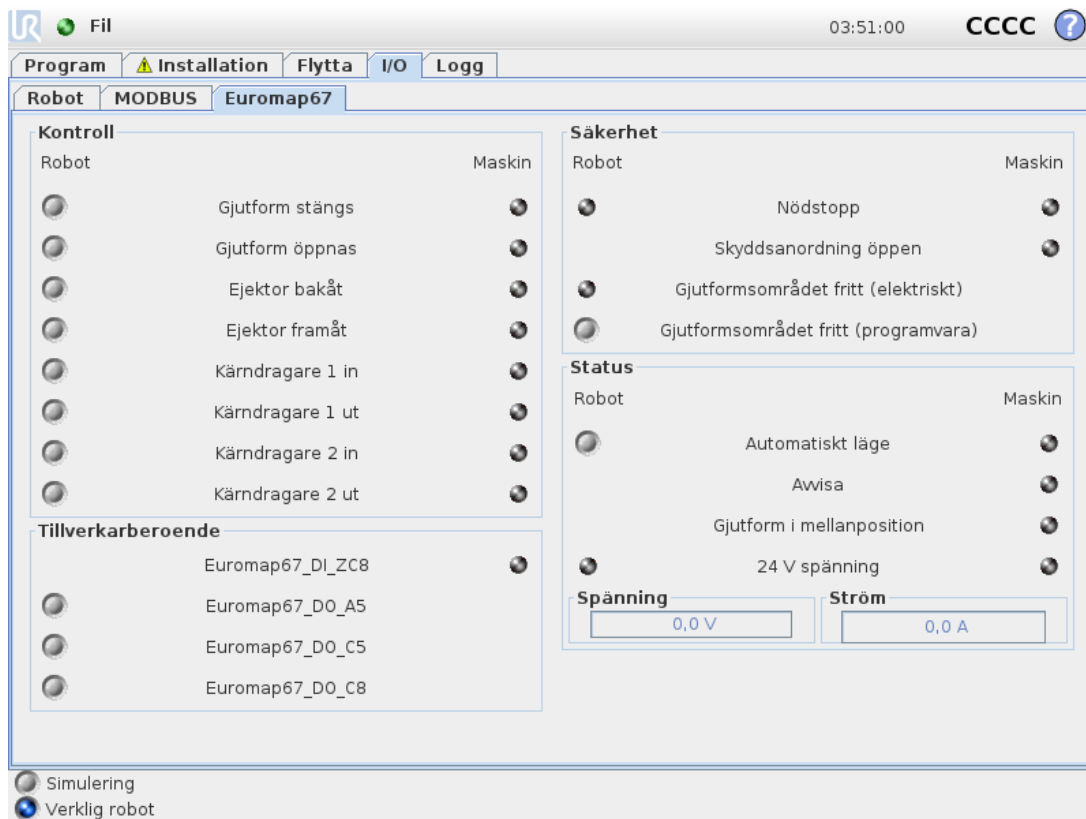 UR Fil 03:51:00 CCCC ?
Program Installation Flytta I/O Logg
Robot MODBUS Euromap67
Kontroll
Robot Maskin
Gjutform stängs
Gjutform öppnas
Ejektor bakåt
Ejektor framåt
Kärndragare 1 in
Kärndragare 1 ut
Kärndragare 2 in
Kärndragare 2 ut
Tillverkarberoende
Euromap67_DI_ZC8
Euromap67_DO_A5
Euromap67_DO_C5
Euromap67_DO_C8
Säkerhet
Robot Maskin
Nödstopp
Skyddsanordning öppen
Gjutformsområdet fritt (elektriskt)
Gjutformsområdet fritt (programvara)
Status
Robot Maskin
Automatiskt läge
Avvisa
Gjutform i mellanposition
24 V spänning
Spänning Ström
0,0 V 0,0 A
Simulering
Verklig robot